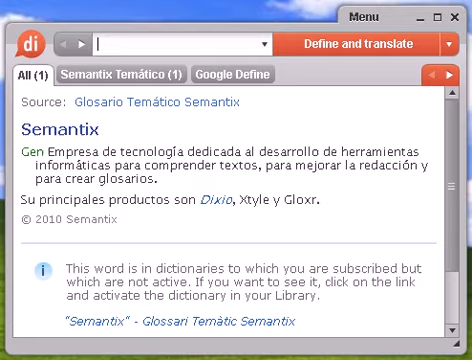 Menu
di
Define and translate
All (1)
Semantix Temático (1)
Google Define
Source: Glosario Temático Semantix
Semantix
Gen Empresa de tecnología dedicada al desarrollo de herramientas
informáticas para comprender textos, para mejorar la redacción y
para crear glosarios.
Su principales productos son Dixio, Xtyle y Gloxr.
© 2010 Semantix
This word is in dictionaries to which you are subscribed but
which are not active. If you want to see it, click on the link
and activate the dictionary in your Library.
"Semantix" - Glossari Temàtic Semantix